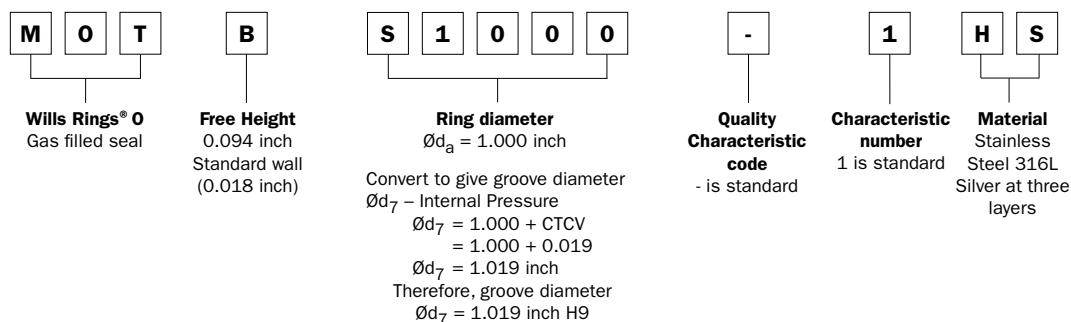 M O T B S 1 0 0 0 - 1 H S
Wills Rings® O
Gas filled seal
Free Height
0.094 inch
Standard wall
(0.018 inch)
Ring diameter
Øda = 1.000 inch
Convert to give groove diameter
Ød7 – Internal Pressure
Ød7 = 1.000 + CTCV
= 1.000 + 0.019
Ød7 = 1.019 inch
Therefore, groove diameter
Ød7 = 1.019 inch H9
Quality
Characteristic
code
- is standard
Characteristic
number
1 is standard
Material
Stainless
Steel 316L
Silver at three
layers